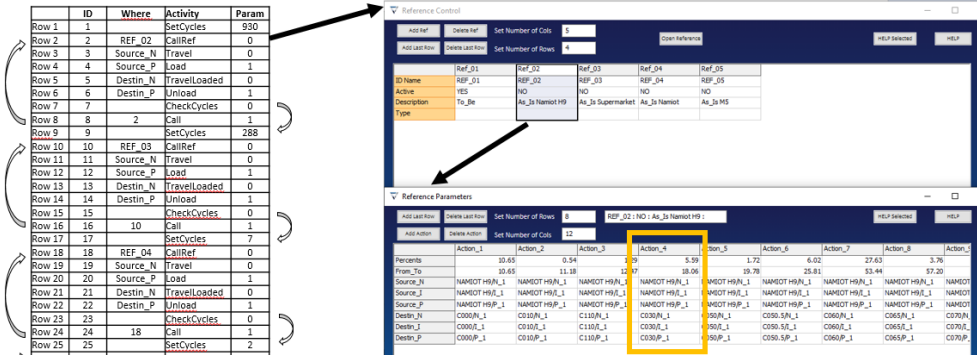 ID Where Activity Param
Row 1 1 SetCycles 930
Row 2 2 REF_02 CallRef 0
Row 3 3 Source_N Travel 0
Row 4 4 Source_P Load 1
Row 5 5 Destin_N TravelLoaded 0
Row 6 6 Destin_P Unload 1
Row 7 7 CheckCycles 0
Row 8 8 2 Call 1
Row 9 9 SetCycles 288
Row 10 10 REF_03 CallRef 0
Row 11 11 Source_N Travel 0
Row 12 12 Source_P Load 1
Row 13 13 Destin_N TravelLoaded 0
Row 14 14 Destin_P Unload 1
Row 15 15 CheckCycles 0
Row 16 16 10 Call 1
Row 17 17 SetCycles 7
Row 18 18 REF_04 CallRef 0
Row 19 19 Source_N Travel 0
Row 20 20 Source_P Load 1
Row 21 21 Destin_N TravelLoaded 0
Row 22 22 Destin_P Unload 1
Row 23 23 CheckCycles 0
Row 24 24 18 Call 1
Row 25 25 SetCycles 2
Reference Control
Add Ref Delete Ref Set Number of Cols 5 Open Reference HELP Selected HELP
Add Last Row Delete Last Row Set Number of Rows 4
Ref_01 Ref_02 Ref_03 Ref_04 Ref_05
ID Name REF_01 REF_02 REF_03 REF_04 REF_05
Active YES NO NO NO NO
Description To_Be As_Is Namiot H9 As_Is Supermarket As_Is Namiot As_Is M5
Type
Reference Parameters
Add Last Row Delete Last Row Set Number of Rows 8 REF_02 : NO : As_Is Namiot H9 : HELP Selected HELP
Add Action Delete Action Set Number of Cols 12
Action_1 Action_2 Action_3 Action_4 Action_5 Action_6 Action_7 Action_8 Action_9
Percents 10.65 0.54 1.29 5.59 1.72 6.02 27.63 3.76
From_To 10.65 11.18 12.47 18.06 19.78 25.81 53.44 57.20
Source_N NAMIOT H9/N_1 NAMIOT H9/N_1 NAMIOT H9/N_1 NAMIOT H9/N_1 NAMIOT H9/N_1 NAMIOT H9/N_1 NAMIOT H9/N_1 NAMIOT H9/N_1 NAMIOT
Source_I NAMIOT H9/I_1 NAMIOT H9/I_1 NAMIOT H9/I_1 NAMIOT H9/I_1 NAMIOT H9/I_1 NAMIOT H9/I_1 NAMIOT H9/I_1 NAMIOT H9/I_1 NAMIOT
Source_P NAMIOT H9/P_1 NAMIOT H9/P_1 NAMIOT H9/P_1 NAMIOT H9/P_1 NAMIOT H9/P_1 NAMIOT H9/P_1 NAMIOT H9/P_1 NAMIOT H9/P_1 NAMIOT
Destin_N C000/N_1 C010/N_1 C110/N_1 C030/N_1 C050/N_1 C050.5/N_1 C060/N_1 C065/N_1 C070/N_
Destin_I C000/I_1 C010/I_1 C110/I_1 C030/I_1 C050/I_1 C050.5/I_1 C060/I_1 C065/I_1 C070/I_
Destin_P C000/P_1 C010/P_1 C110/P_1 C030/P_1 C050/P_1 C050.5/P_1 C060/P_1 C065/P_1 C070/P_